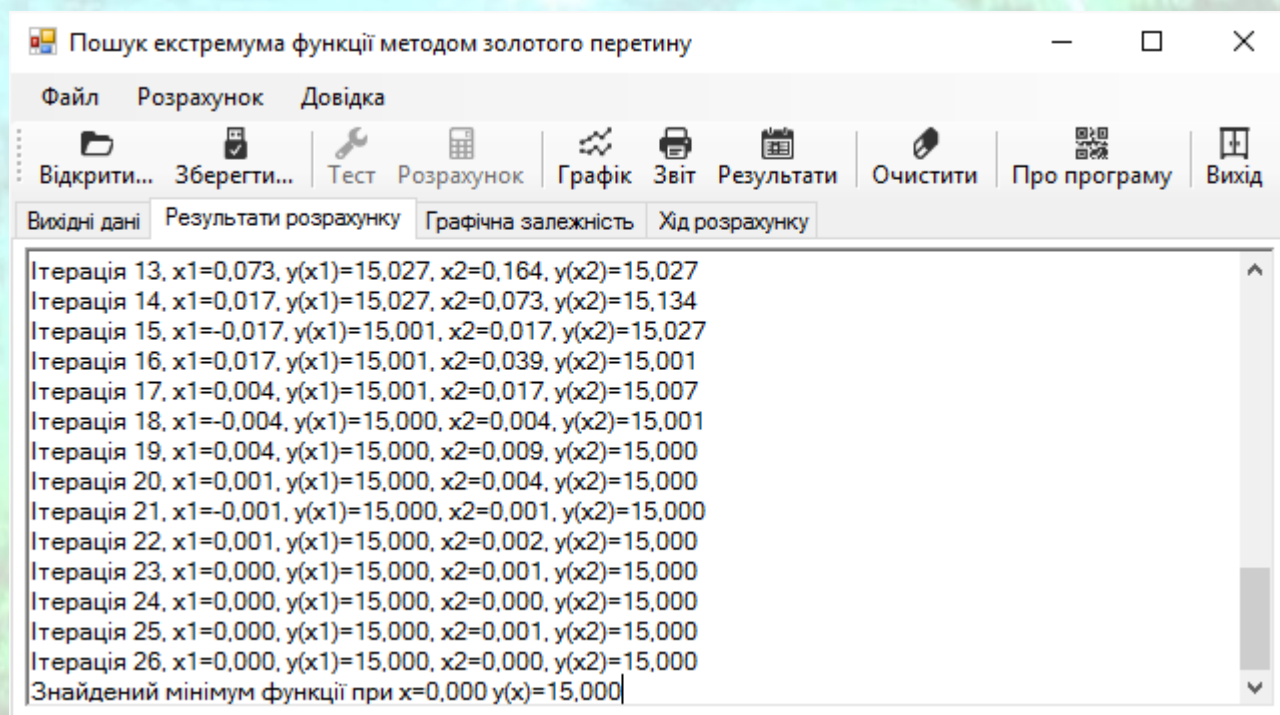 Пошук екстремума функції методом золотого перетину
Файл Розрахунок Довідка
Відкрити... Зберегти... Тест Розрахунок Графік Звіт Результати Очистити Про програму Вихід
Вихідні дані Результати розрахунку Графічна залежність Хід розрахунку
Ітерація 13, x1=0,073, y(x1)=15,027, x2=0,164, y(x2)=15,027
Ітерація 14, x1=0,017, y(x1)=15,027, x2=0,073, y(x2)=15,134
Ітерація 15, x1=-0,017, y(x1)=15,001, x2=0,017, y(x2)=15,027
Ітерація 16, x1=0,017, y(x1)=15,001, x2=0,039, y(x2)=15,001
Ітерація 17, x1=0,004, y(x1)=15,001, x2=0,017, y(x2)=15,007
Ітерація 18, x1=-0,004, y(x1)=15,000, x2=0,004, y(x2)=15,001
Ітерація 19, x1=0,004, y(x1)=15,000, x2=0,009, y(x2)=15,000
Ітерація 20, x1=0,001, y(x1)=15,000, x2=0,004, y(x2)=15,000
Ітерація 21, x1=-0,001, y(x1)=15,000, x2=0,001, y(x2)=15,000
Ітерація 22, x1=0,001, y(x1)=15,000, x2=0,002, y(x2)=15,000
Ітерація 23, x1=0,000, y(x1)=15,000, x2=0,001, y(x2)=15,000
Ітерація 24, x1=0,000, y(x1)=15,000, x2=0,000, y(x2)=15,000
Ітерація 25, x1=0,000, y(x1)=15,000, x2=0,001, y(x2)=15,000
Ітерація 26, x1=0,000, y(x1)=15,000, x2=0,000, y(x2)=15,000
Знайдений мінімум функції при x=0,000 y(x)=15,000